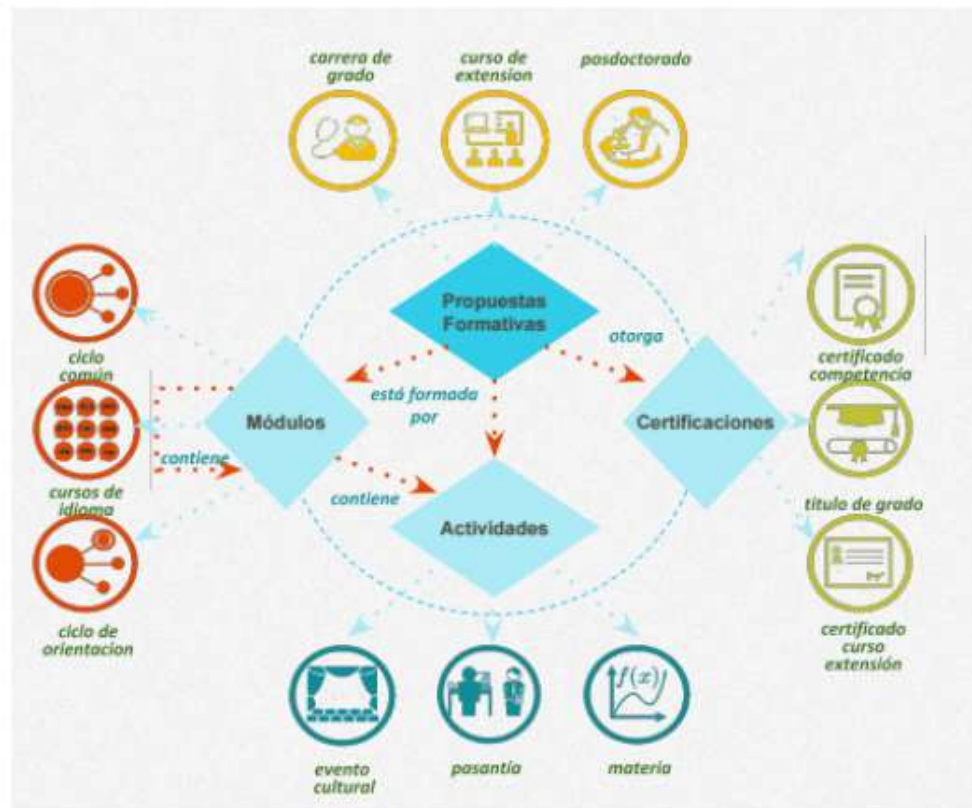 carrera de
grado
curso de
extension
posdoctorado
Propuestas
Formativas
otorga
ciclo
común
está formada
por
certificado
competencia
Módulos
Certificaciones
contiene
contiene
cursos de
idioma
Actividades
titulo de grado
ciclo de
orientacion
certificado
curso
extensión
f(x)
evento
cultural
pasantía
materia